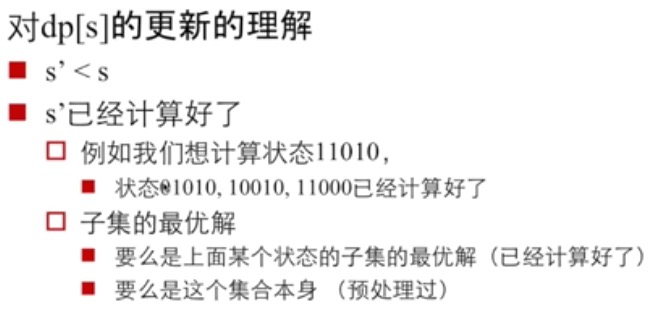 对dp[s]的更新的理解
s’ < s
s’已经计算好了
例如我们想计算状态11010,
状态01010, 10010, 11000已经计算好了
子集的最优解
要么是上面某个状态的子集的最优解（已经计算好了）
要么是这个集合本身 （预处理过）